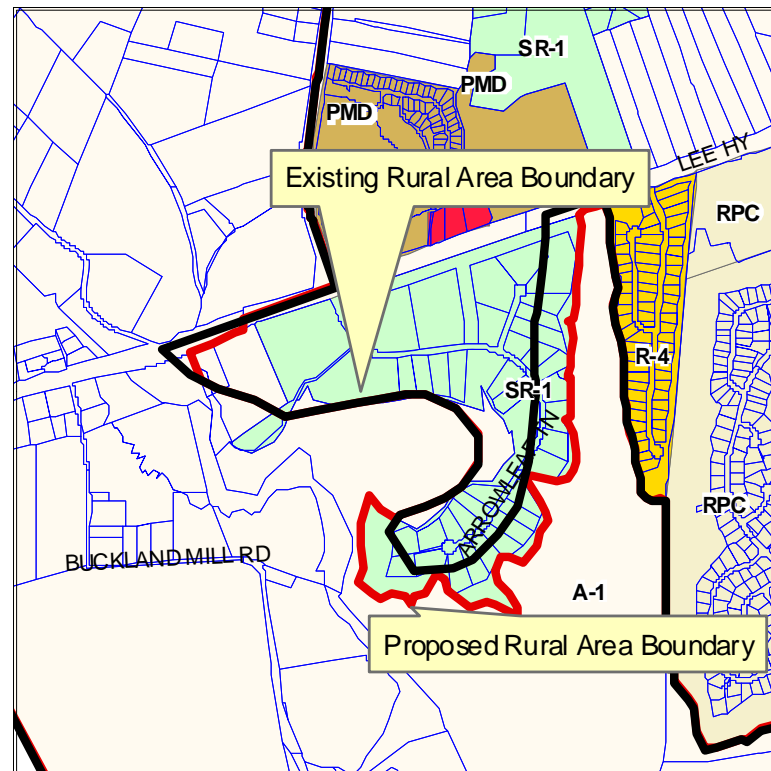 SR-1
PMD
PMD
LEE HY
Existing Rural Area Boundary
RPC
R-4
SR-1
ARROWLEAF TN
RPC
BUCKLAND MILL RD
A-1
Proposed Rural Area Boundary